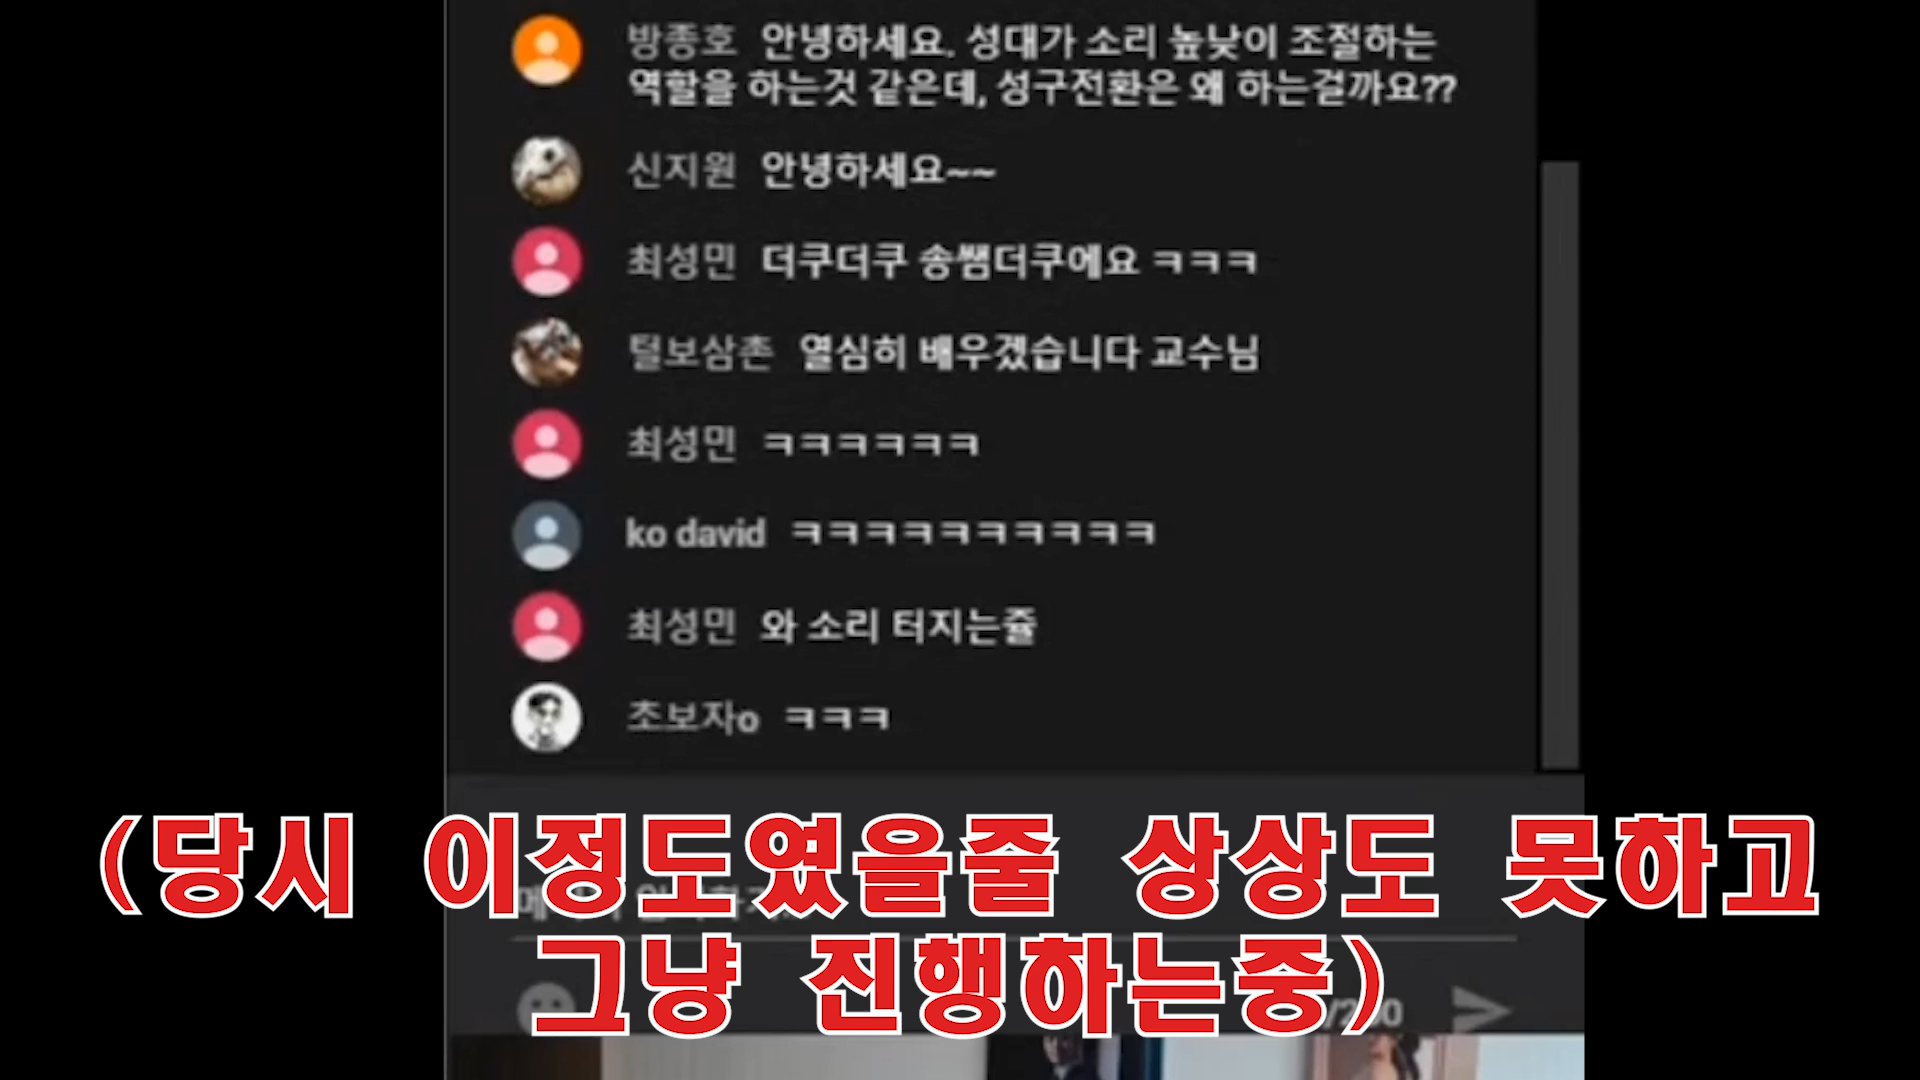 방종호 안녕하세요. 성대가 소리 높낮이 조절하는
역할을 하는것 같은데, 성구전환은 왜 하는걸까요??
신지원 안녕하세요~~
최성민 더쿠더쿠 송쌤더쿠에요 ㅋㅋㅋ
털보삼촌 열심히 배우겠습니다 교수님
최성민 ㅋㅋㅋㅋㅋㅋ
ko david ㅋㅋㅋㅋㅋㅋㅋㅋㅋㅋ
최성민 와 소리 터지는쥴
초보자o ㅋㅋㅋ
(당시 이정도였을줄 상상도 못하고
그냥 진행하는중)